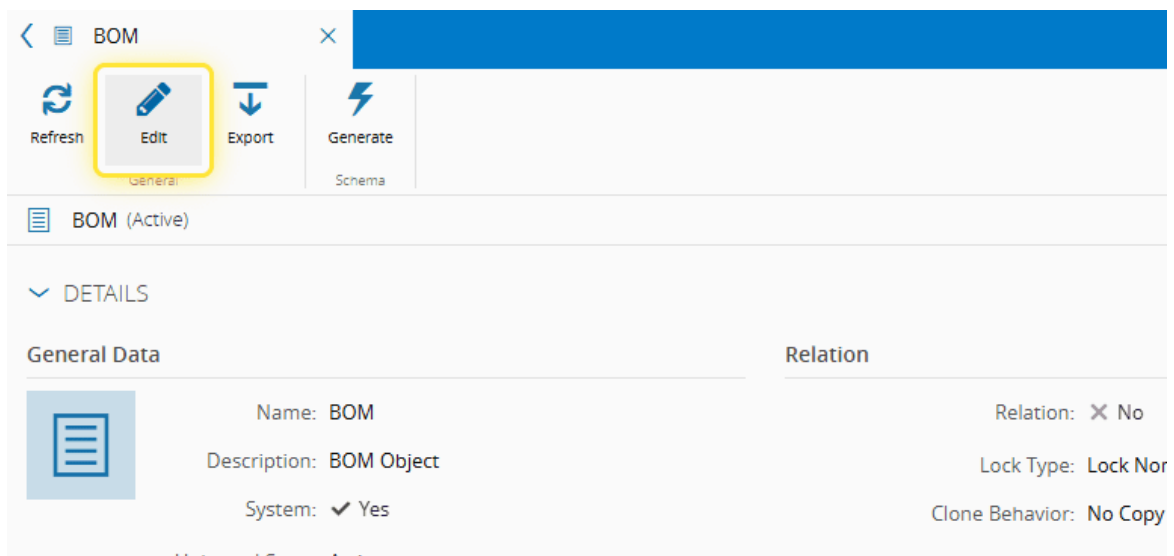 BOM
Refresh Edit Export Generate
General Schema
BOM (Active)
DETAILS
General Data Relation
Name: BOM Relation: No
Description: BOM Object Lock Type: Lock
System: Yes Clone Behavior: No Copy